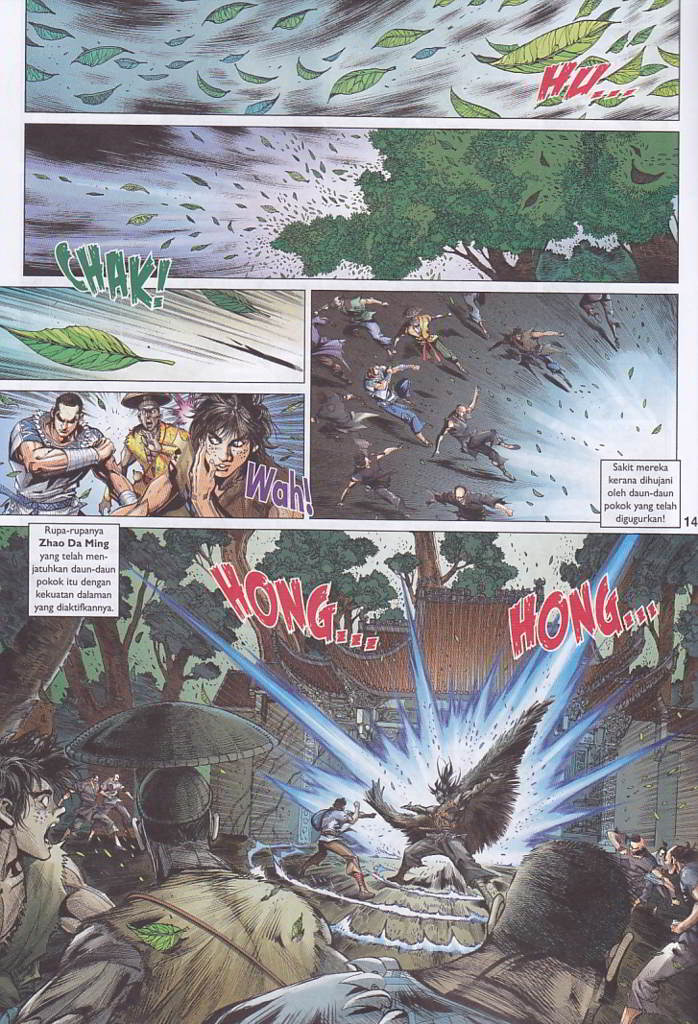 HU...
CHAK!
Wah!
Sakit mereka
kerana dihujani
oleh daun-daun
pokok yang telah
digugurkan!
14
Rupa-rupanya
Zhao Da Ming
yang telah men-
jatuhkan daun-daun
pokok itu dengan
kekuatan dalaman
yang diaktifkannya.
HONG...
HONG...